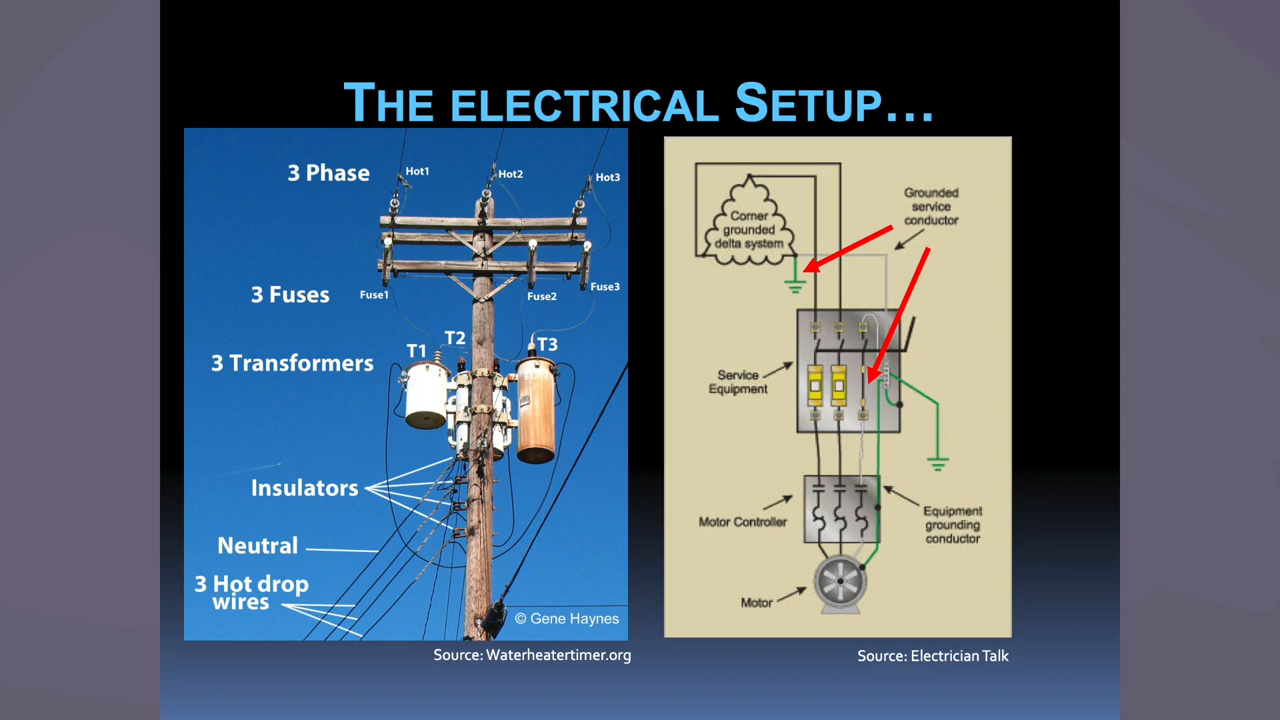 THE ELECTRICAL SETUP...
3 Phase
Hot1
Hot2
Hot3
3 Fuses
Fuse1
Fuse2
Fuse3
3 Transformers
T1
T2
T3
Insulators
Neutral
3 Hot drop
wires
© Gene Haynes
Source: Waterheatertimer.org
Corner
grounded
delta system
Grounded
service
conductor
Service
Equipment
Motor Controller
Equipment
grounding
conductor
Motor
Source: Electrician Talk